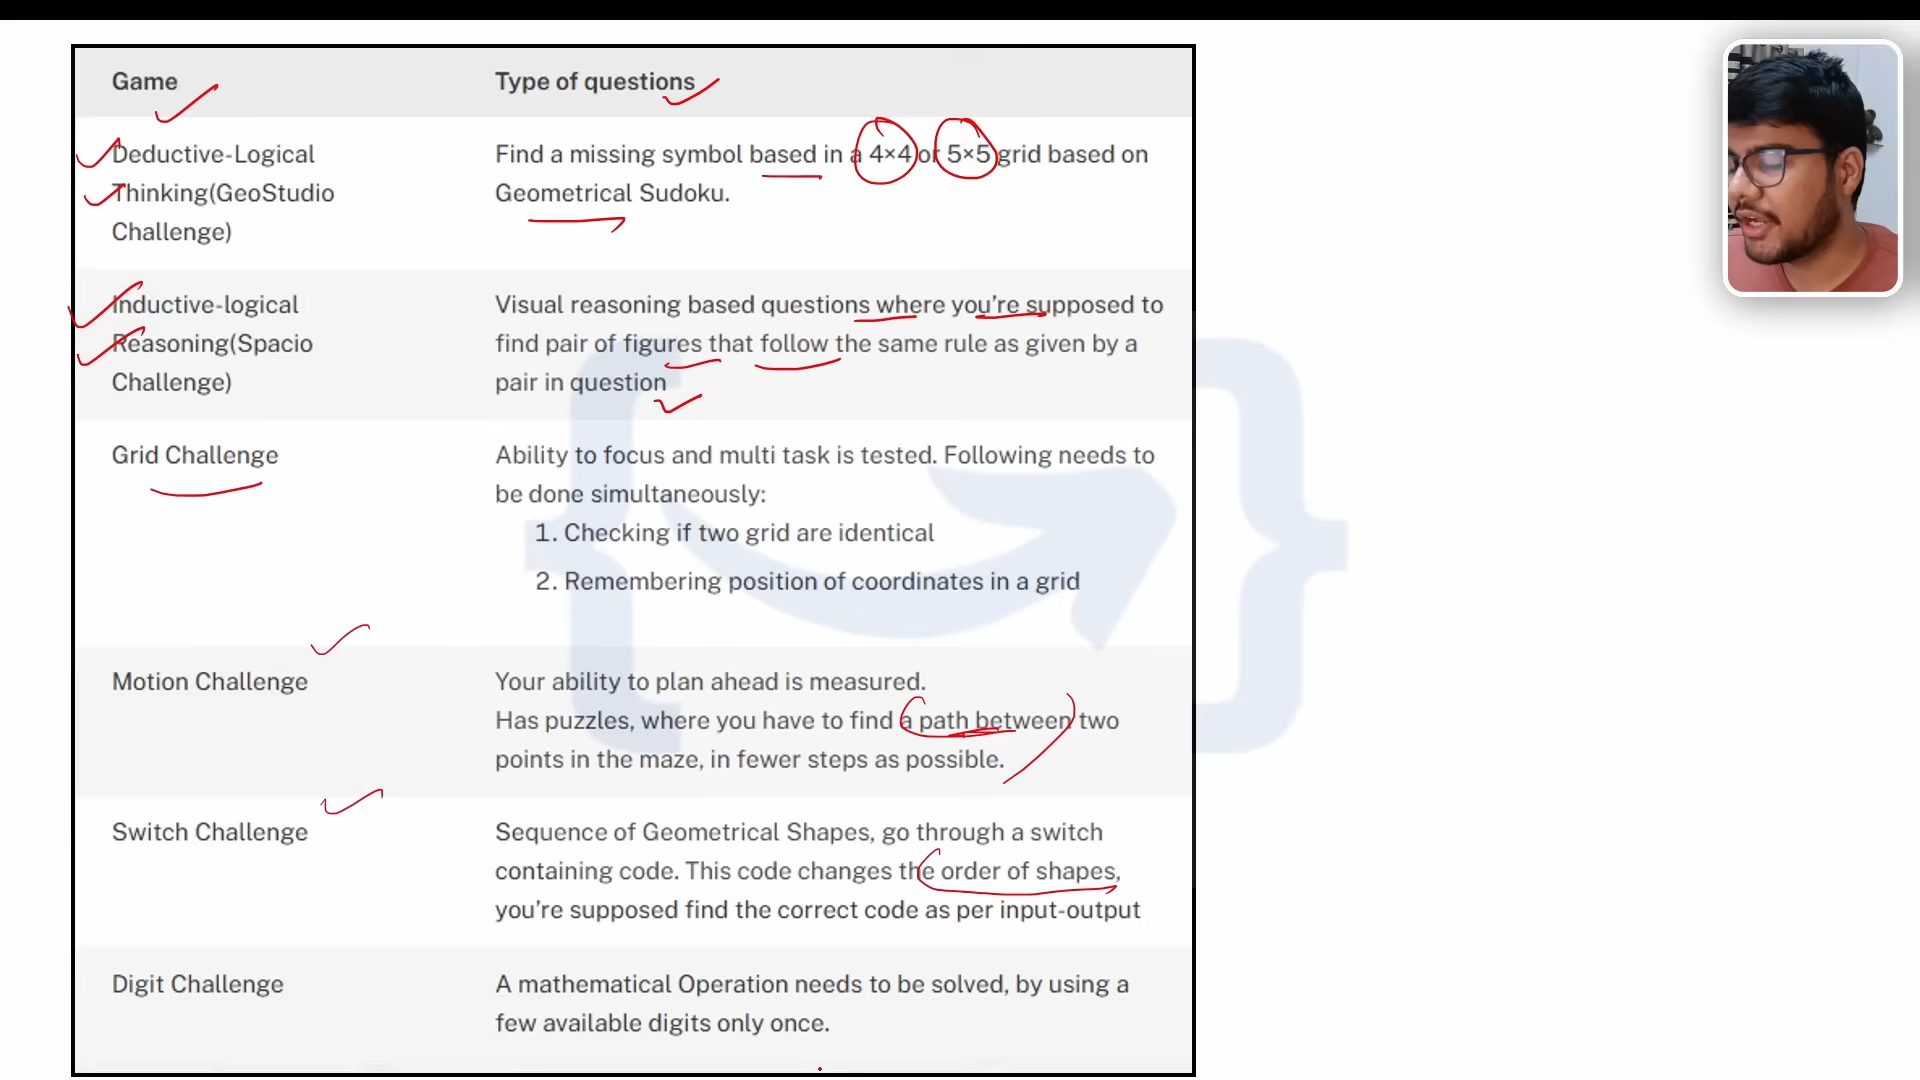 Game
Type of questions
Deductive-Logical
Thinking(GeoStudio
Challenge)
Find a missing symbol based in a 4×4 or 5×5 grid based on
Geometrical Sudoku.
Inductive-logical
Reasoning(Spacio
Challenge)
Visual reasoning based questions where you're supposed to
find pair of figures that follow the same rule as given by a
pair in question
Grid Challenge
Ability to focus and multi task is tested. Following needs to
be done simultaneously:
1. Checking if two grid are identical
2. Remembering position of coordinates in a grid
Motion Challenge
Your ability to plan ahead is measured.
Has puzzles, where you have to find a path between two
points in the maze, in fewer steps as possible.
Switch Challenge
Sequence of Geometrical Shapes, go through a switch
containing code. This code changes the order of shapes,
you're supposed find the correct code as per input-output
Digit Challenge
A mathematical Operation needs to be solved, by using a
few available digits only once.